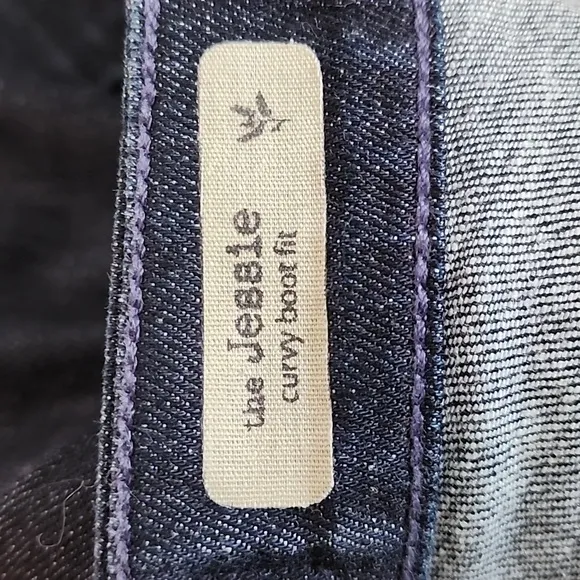 the Jessie
curvy boot fit